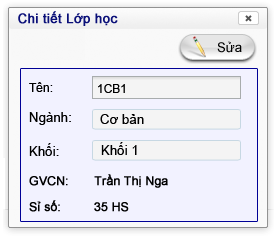 Chi tiết Lớp học
Sửa
Tên: 1CB1
Ngành: Cơ bản
Khối: Khối 1
GVCN: Trần Thị Nga
Sỉ số: 35 HS